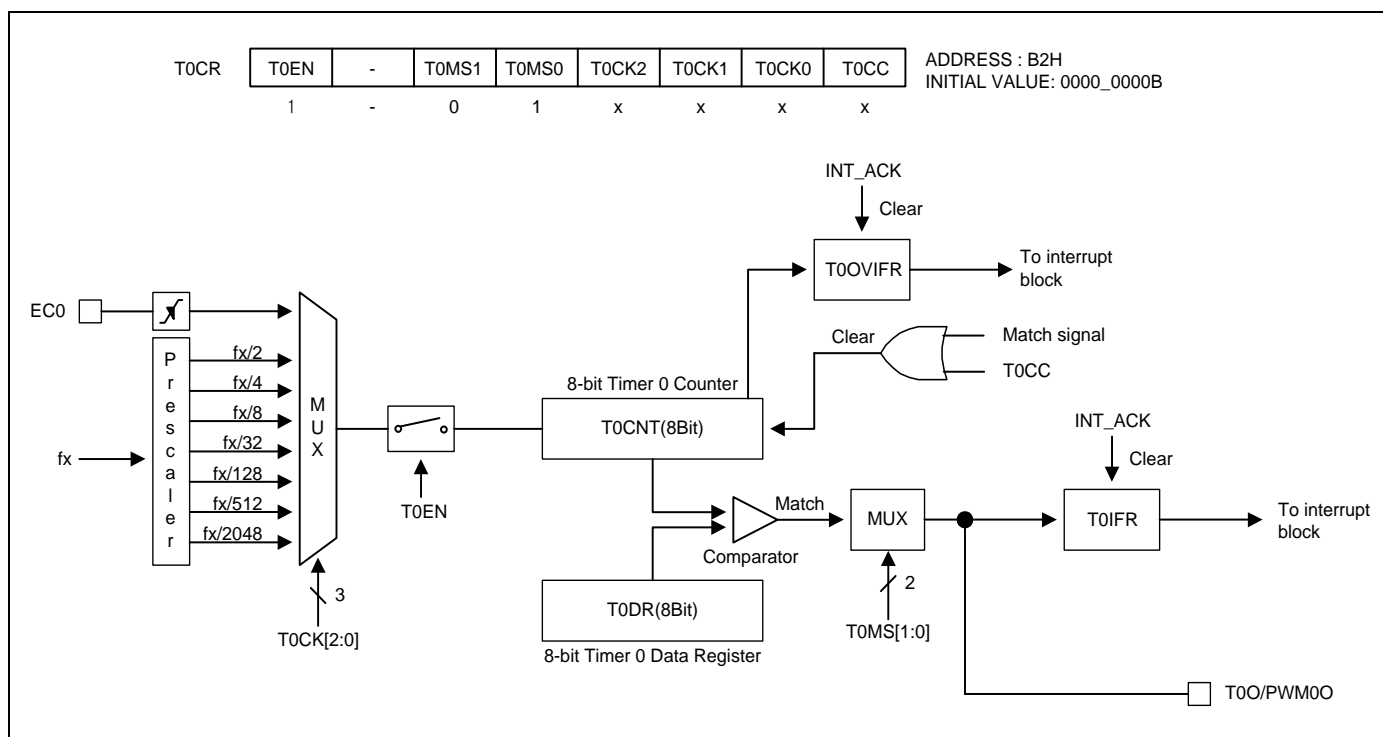 T0CR T0EN - T0MS1 T0MS0 T0CK2 T0CK1 T0CK0 T0CC
ADDRESS : B2H
INITIAL VALUE: 0000_0000B
1 - 0 1 x x x x
INT_ACK
Clear
T0OVIFR
To interrupt
block
EC0
Prescaler
fx/2
fx/4
fx/8
fx/32
fx/128
fx/512
fx/2048
fx
MUX
3
T0CK[2:0]
T0EN
8-bit Timer 0 Counter
T0CNT(8Bit)
Clear
Match signal
T0CC
Comparator
Match
T0DR(8Bit)
8-bit Timer 0 Data Register
MUX
2
T0MS[1:0]
INT_ACK
Clear
T0IFR
To interrupt
block
T0O/PWM0O